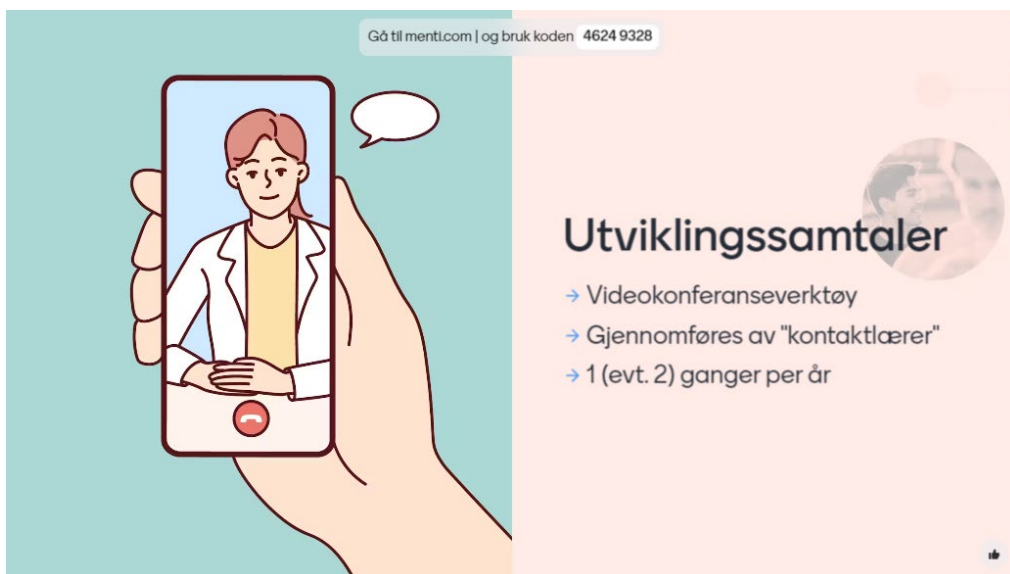 Gå til menti.com | og bruk koden 4624 9328
Utviklingssamtaler
→ Videokonferanseverktøy
→ Gjennomføres av "kontaktlærer"
→ 1 (evt. 2) ganger per år